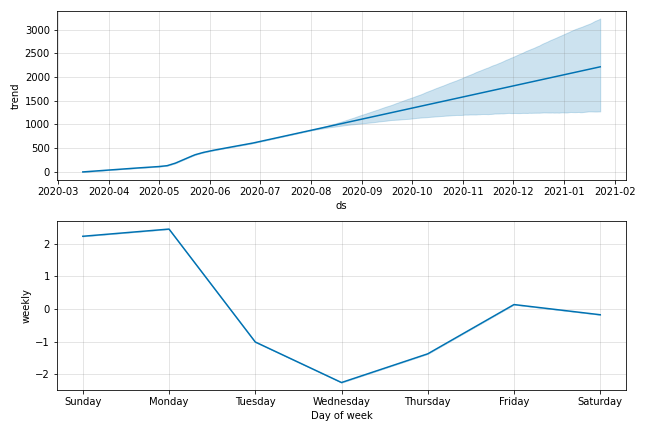 3000
2500
2000
1500
1000
500
0
trend
2020-03 2020-04 2020-05 2020-06 2020-07 2020-08 2020-09 2020-10 2020-11 2020-12 2021-01 2021-02
ds
2
1
0
−1
−2
weekly
Sunday Monday Tuesday Wednesday Thursday Friday Saturday
Day of week